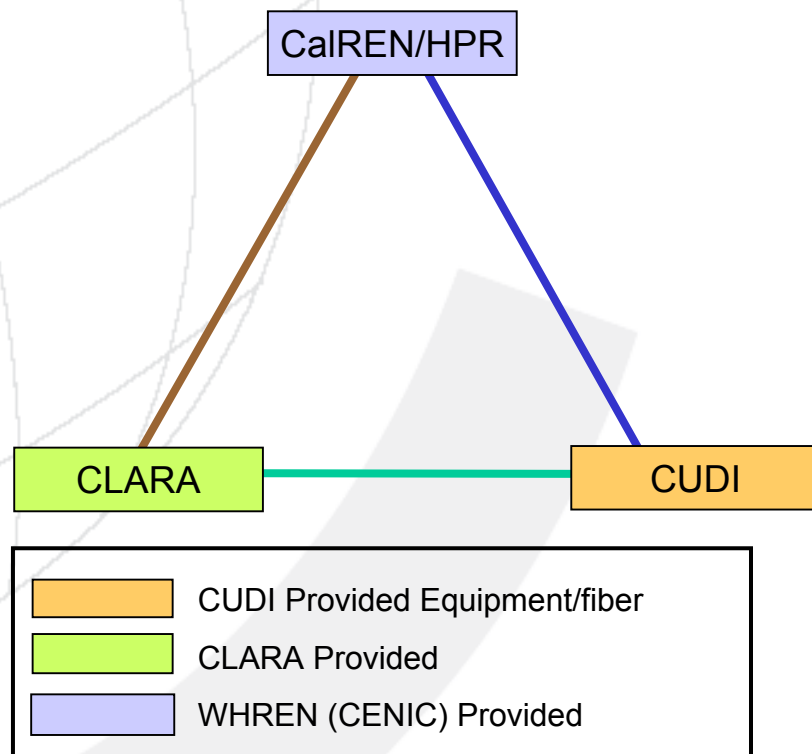 CalREN/HPR
CLARA
CUDI
CUDI Provided Equipment/fiber
CLARA Provided
WHREN (CENIC) Provided